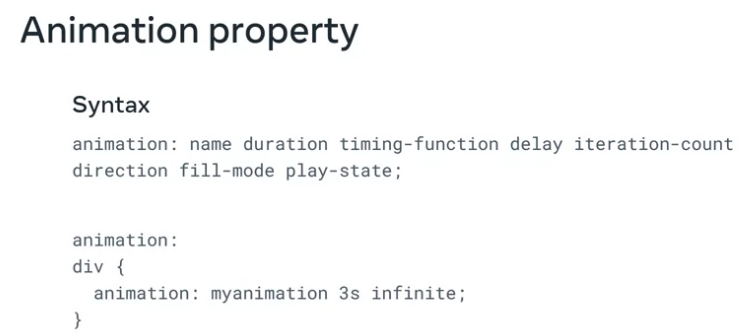 Animation property
Syntax
animation: name duration timing-function delay iteration-count
direction fill-mode play-state;
animation:
div {
  animation: myanimation 3s infinite;
}